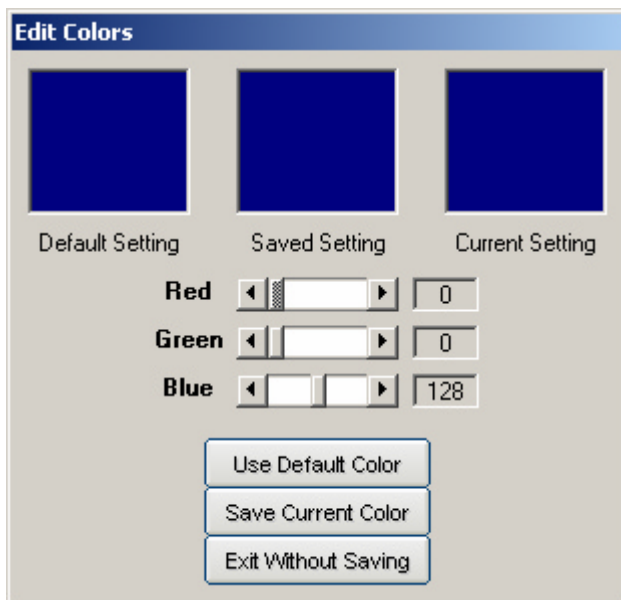 Edit Colors
Default Setting Saved Setting Current Setting
Red 0
Green 0
Blue 128
Use Default Color
Save Current Color
Exit Without Saving